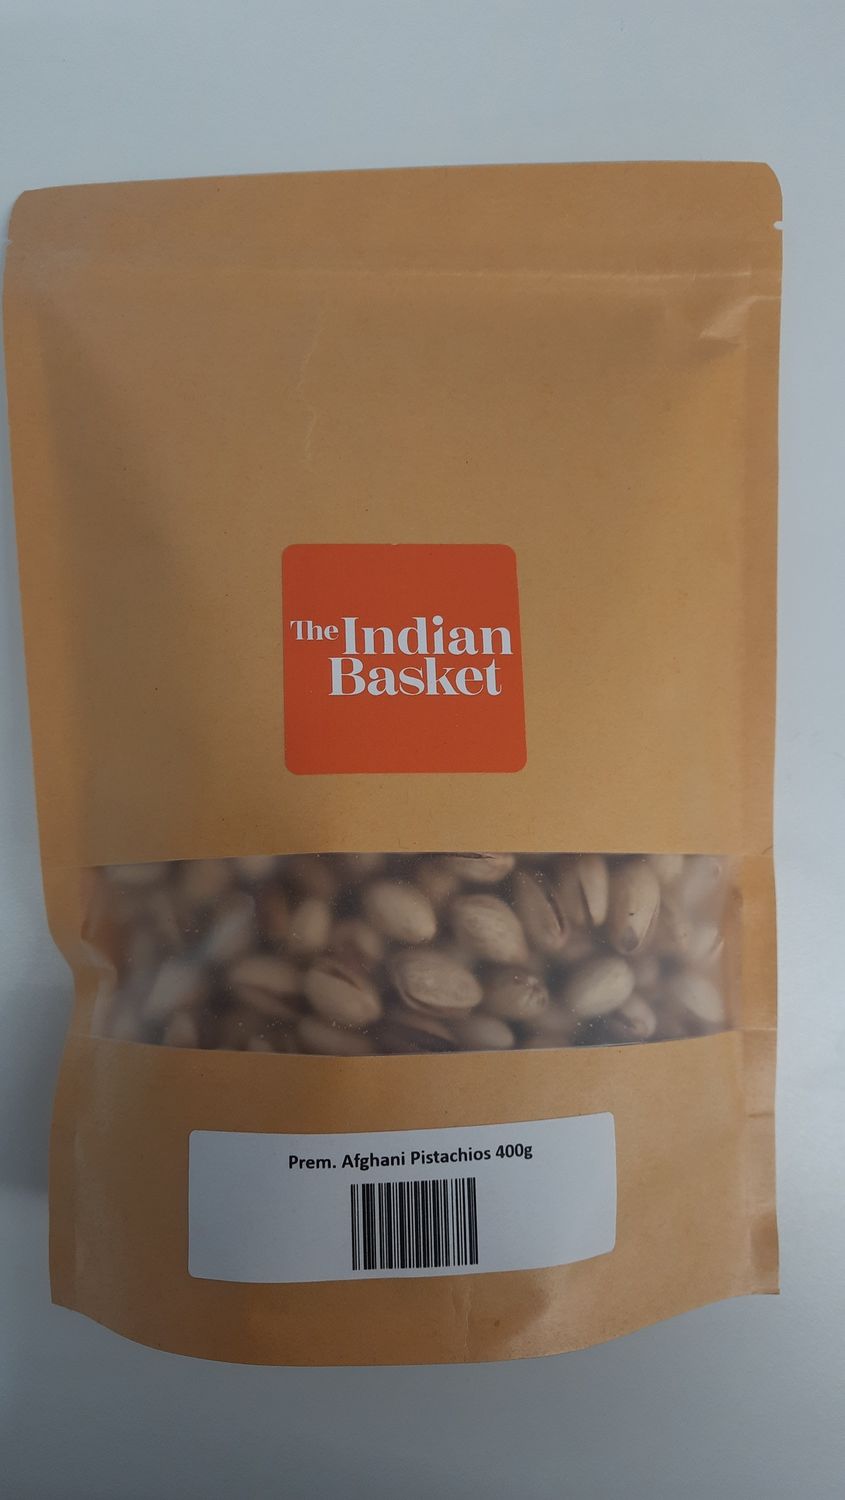 The Indian
Basket
Prem. Afghani Pistachios 400g